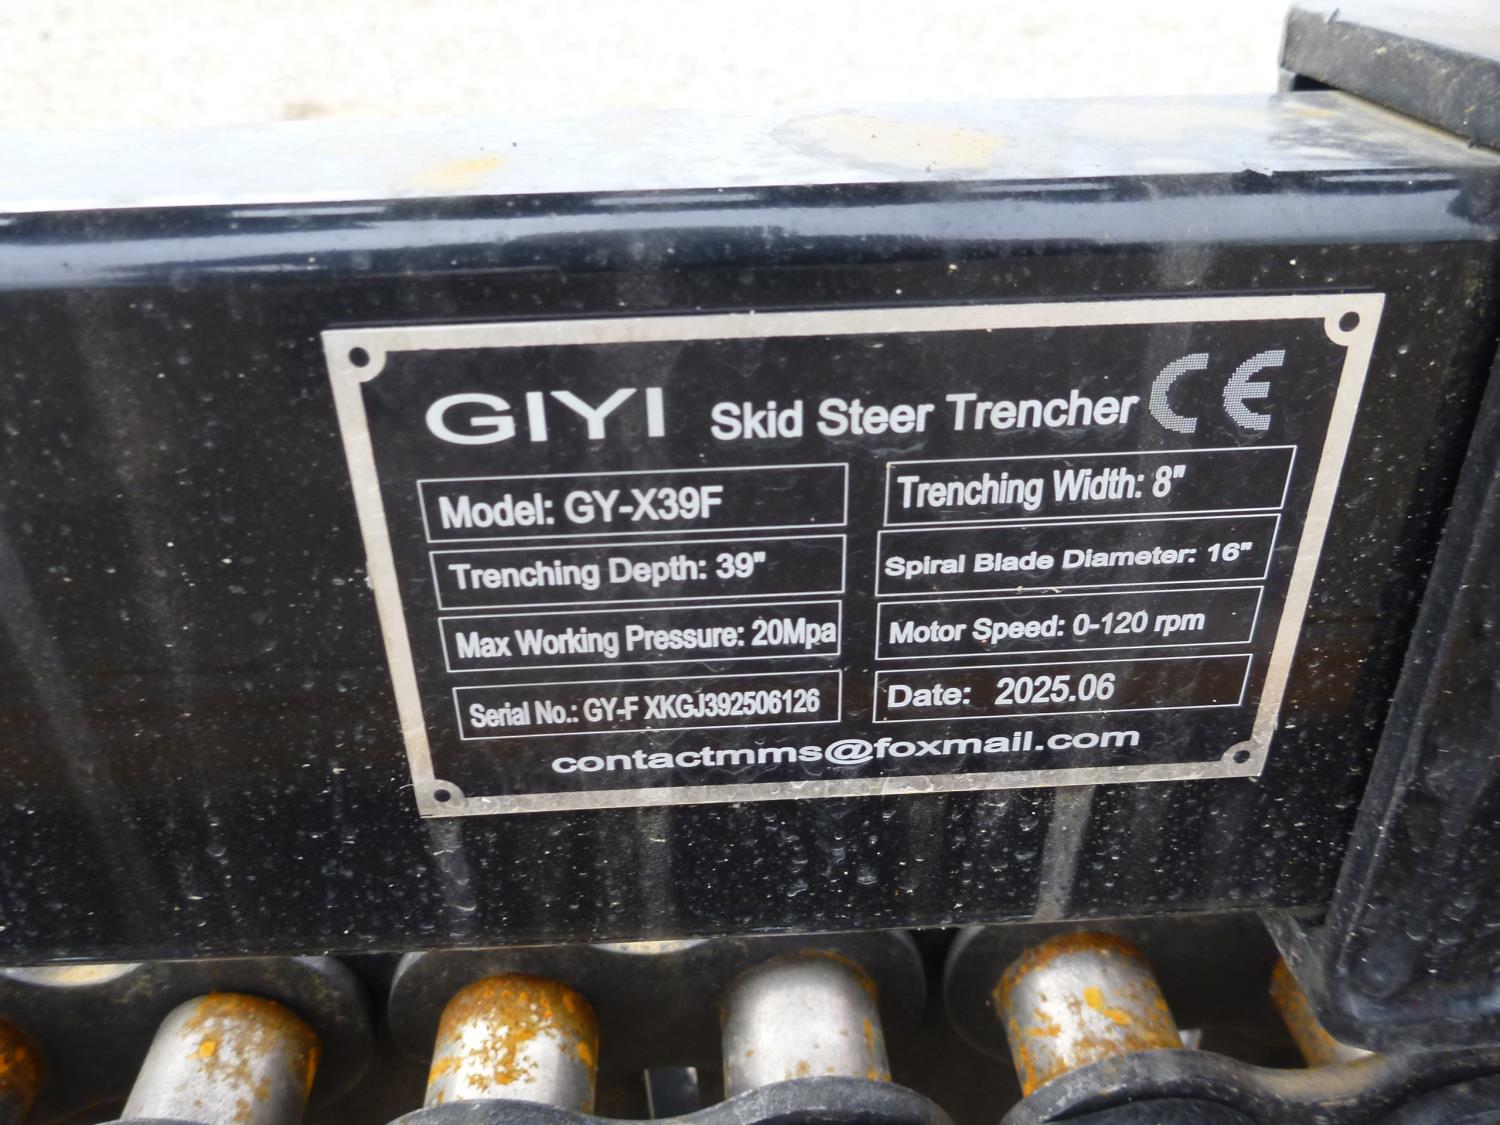 GIYI Skid Steer Trencher CE
Model: GY-X39F
Trenching Width: 8"
Trenching Depth: 39"
Spiral Blade Diameter: 16"
Max Working Pressure: 20Mpa
Motor Speed: 0-120 rpm
Serial No.: GY-F XKGJ392506126
Date: 2025.06
contactmms@foxmail.com